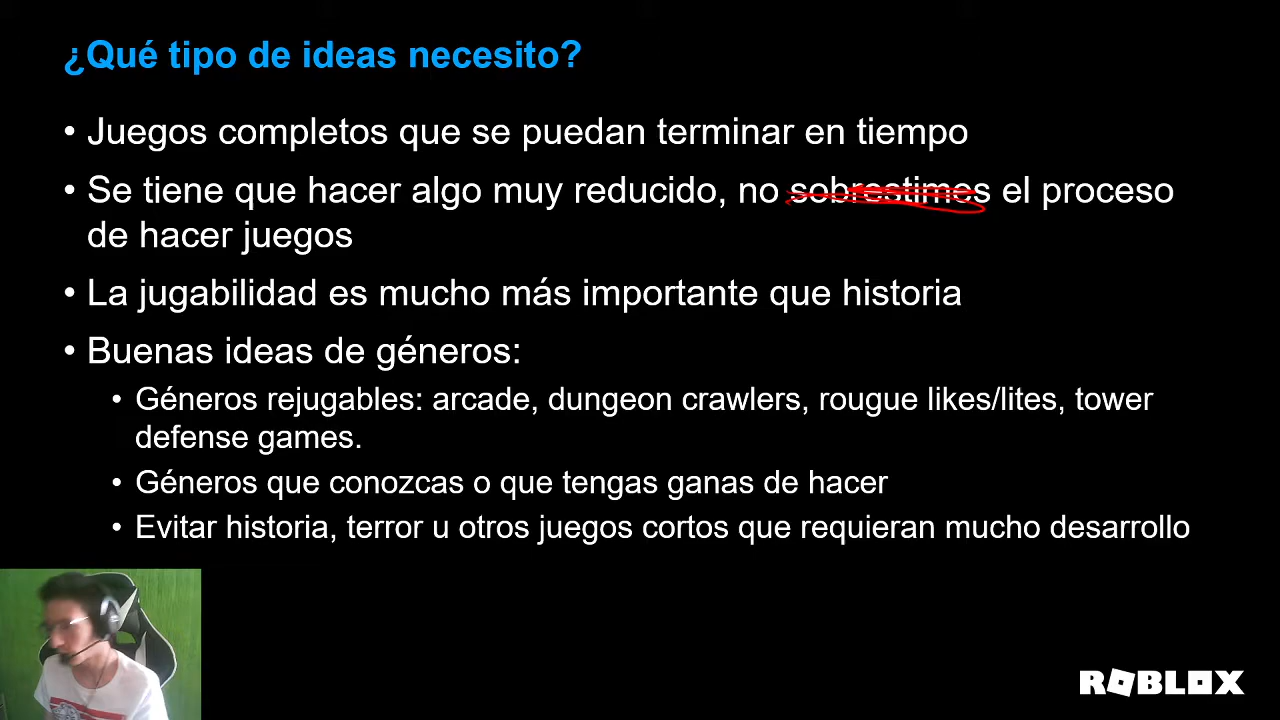 ¿Qué tipo de ideas necesito?
• Juegos completos que se puedan terminar en tiempo
• Se tiene que hacer algo muy reducido, no sobrestimes el proceso
de hacer juegos
• La jugabilidad es mucho más importante que historia
• Buenas ideas de géneros:
• Géneros rejugables: arcade, dungeon crawlers, rougue likes/lites, tower
defense games.
• Géneros que conozcas o que tengas ganas de hacer
• Evitar historia, terror u otros juegos cortos que requieran mucho desarrollo
ROBLOX